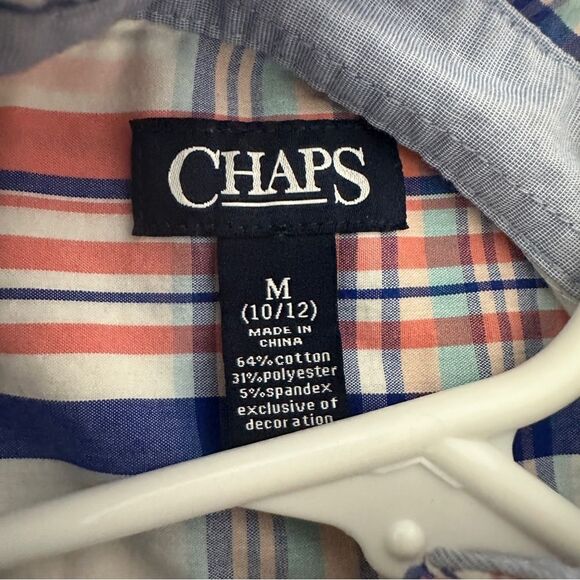 CHAPS
M
(10/12)
MADE IN
CHINA
64%cotton
31%polyester
5%spandex
exclusive of
decoration